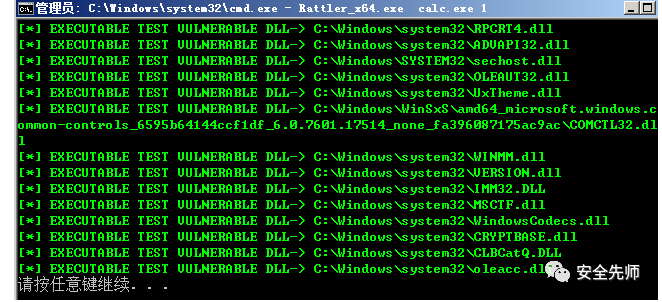 管理员: C:\Windows\system32\cmd.exe - Rattler_x64.exe  calc.exe 1
[*] EXECUTABLE TEST VULNERABLE DLL-> C:\Windows\system32\RPCRT4.dll
[*] EXECUTABLE TEST VULNERABLE DLL-> C:\Windows\system32\ADVAPI32.dll
[*] EXECUTABLE TEST VULNERABLE DLL-> C:\Windows\SYSTEM32\sechost.dll
[*] EXECUTABLE TEST VULNERABLE DLL-> C:\Windows\system32\OLEAUT32.dll
[*] EXECUTABLE TEST VULNERABLE DLL-> C:\Windows\system32\UxTheme.dll
[*] EXECUTABLE TEST VULNERABLE DLL-> C:\Windows\WinSxS\amd64_microsoft.windows.c
ommon-controls_6595b64144ccf1df_6.0.7601.17514_none_fa396087175ac9ac\COMCTL32.dl
l
[*] EXECUTABLE TEST VULNERABLE DLL-> C:\Windows\system32\WINMM.dll
[*] EXECUTABLE TEST VULNERABLE DLL-> C:\Windows\system32\VERSION.dll
[*] EXECUTABLE TEST VULNERABLE DLL-> C:\Windows\system32\IMM32.DLL
[*] EXECUTABLE TEST VULNERABLE DLL-> C:\Windows\system32\MSCTF.dll
[*] EXECUTABLE TEST VULNERABLE DLL-> C:\Windows\system32\WindowsCodecs.dll
[*] EXECUTABLE TEST VULNERABLE DLL-> C:\Windows\system32\CRYPTBASE.dll
[*] EXECUTABLE TEST VULNERABLE DLL-> C:\Windows\system32\CLBCatQ.DLL
[*] EXECUTABLE TEST VULNERABLE DLL-> C:\Windows\system32\oleacc.dll
安全先师
请按任意键继续. . .